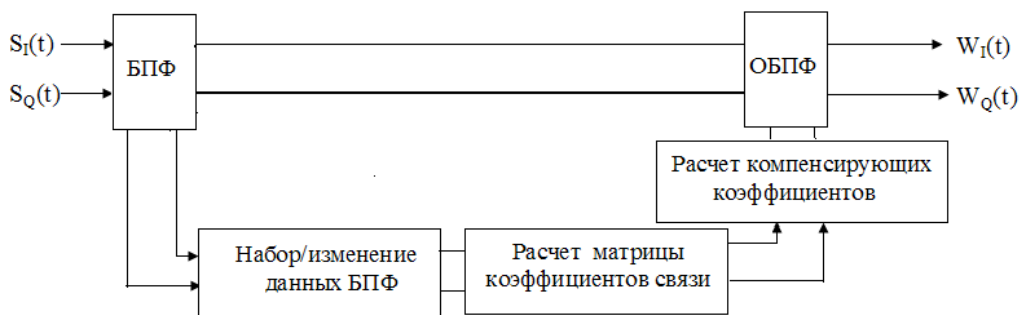 S_I(t)
S_Q(t)
БПФ
ОБПФ
W_I(t)
W_Q(t)
Расчет компенсирующих
коэффициентов
Набор/изменение
данных БПФ
Расчет матрицы
коэффициентов связи